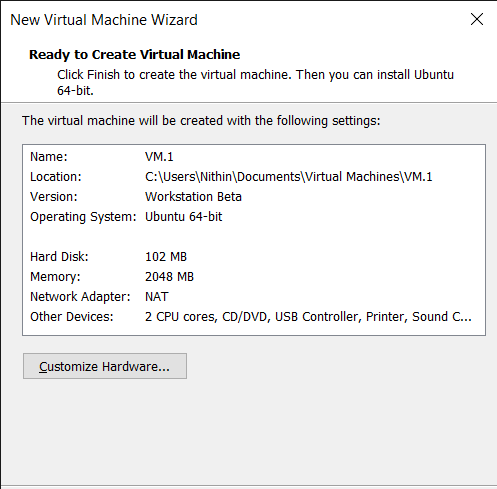 New Virtual Machine Wizard
Ready to Create Virtual Machine
Click Finish to create the virtual machine. Then you can install Ubuntu
64-bit.
The virtual machine will be created with the following settings:
Name: VM.1
Location: C:\Users\Nithin\Documents\Virtual Machines\VM.1
Version: Workstation Beta
Operating System: Ubuntu 64-bit
Hard Disk: 102 MB
Memory: 2048 MB
Network Adapter: NAT
Other Devices: 2 CPU cores, CD/DVD, USB Controller, Printer, Sound C...
Customize Hardware...